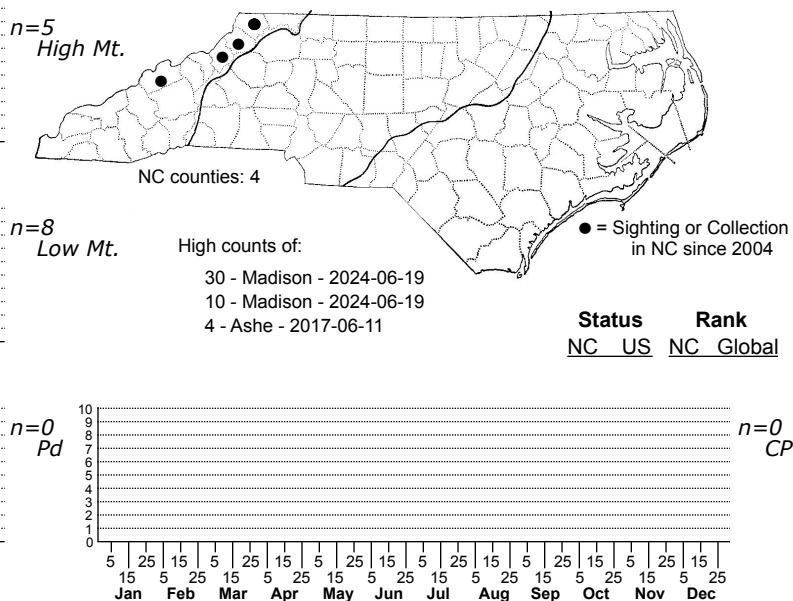 n=5
High Mt.
NC counties: 4
n=8
Low Mt.
High counts of:
30 - Madison - 2024-06-19
10 - Madison - 2024-06-19
4 - Ashe - 2017-06-11
● = Sighting or Collection
in NC since 2004
Status Rank
NC US NC Global
n=0
Pd
10
9
8
7
6
5
4
3
2
1
0
n=0
CP
5 25 15 5 25 15 5 25 15 5 25 15 5 25 15 5 25 15
15 5 25 15 5 25 15 5 25 15 5 25 15 5 25 15 5 25
Jan Feb Mar Apr May Jun Jul Aug Sep Oct Nov Dec